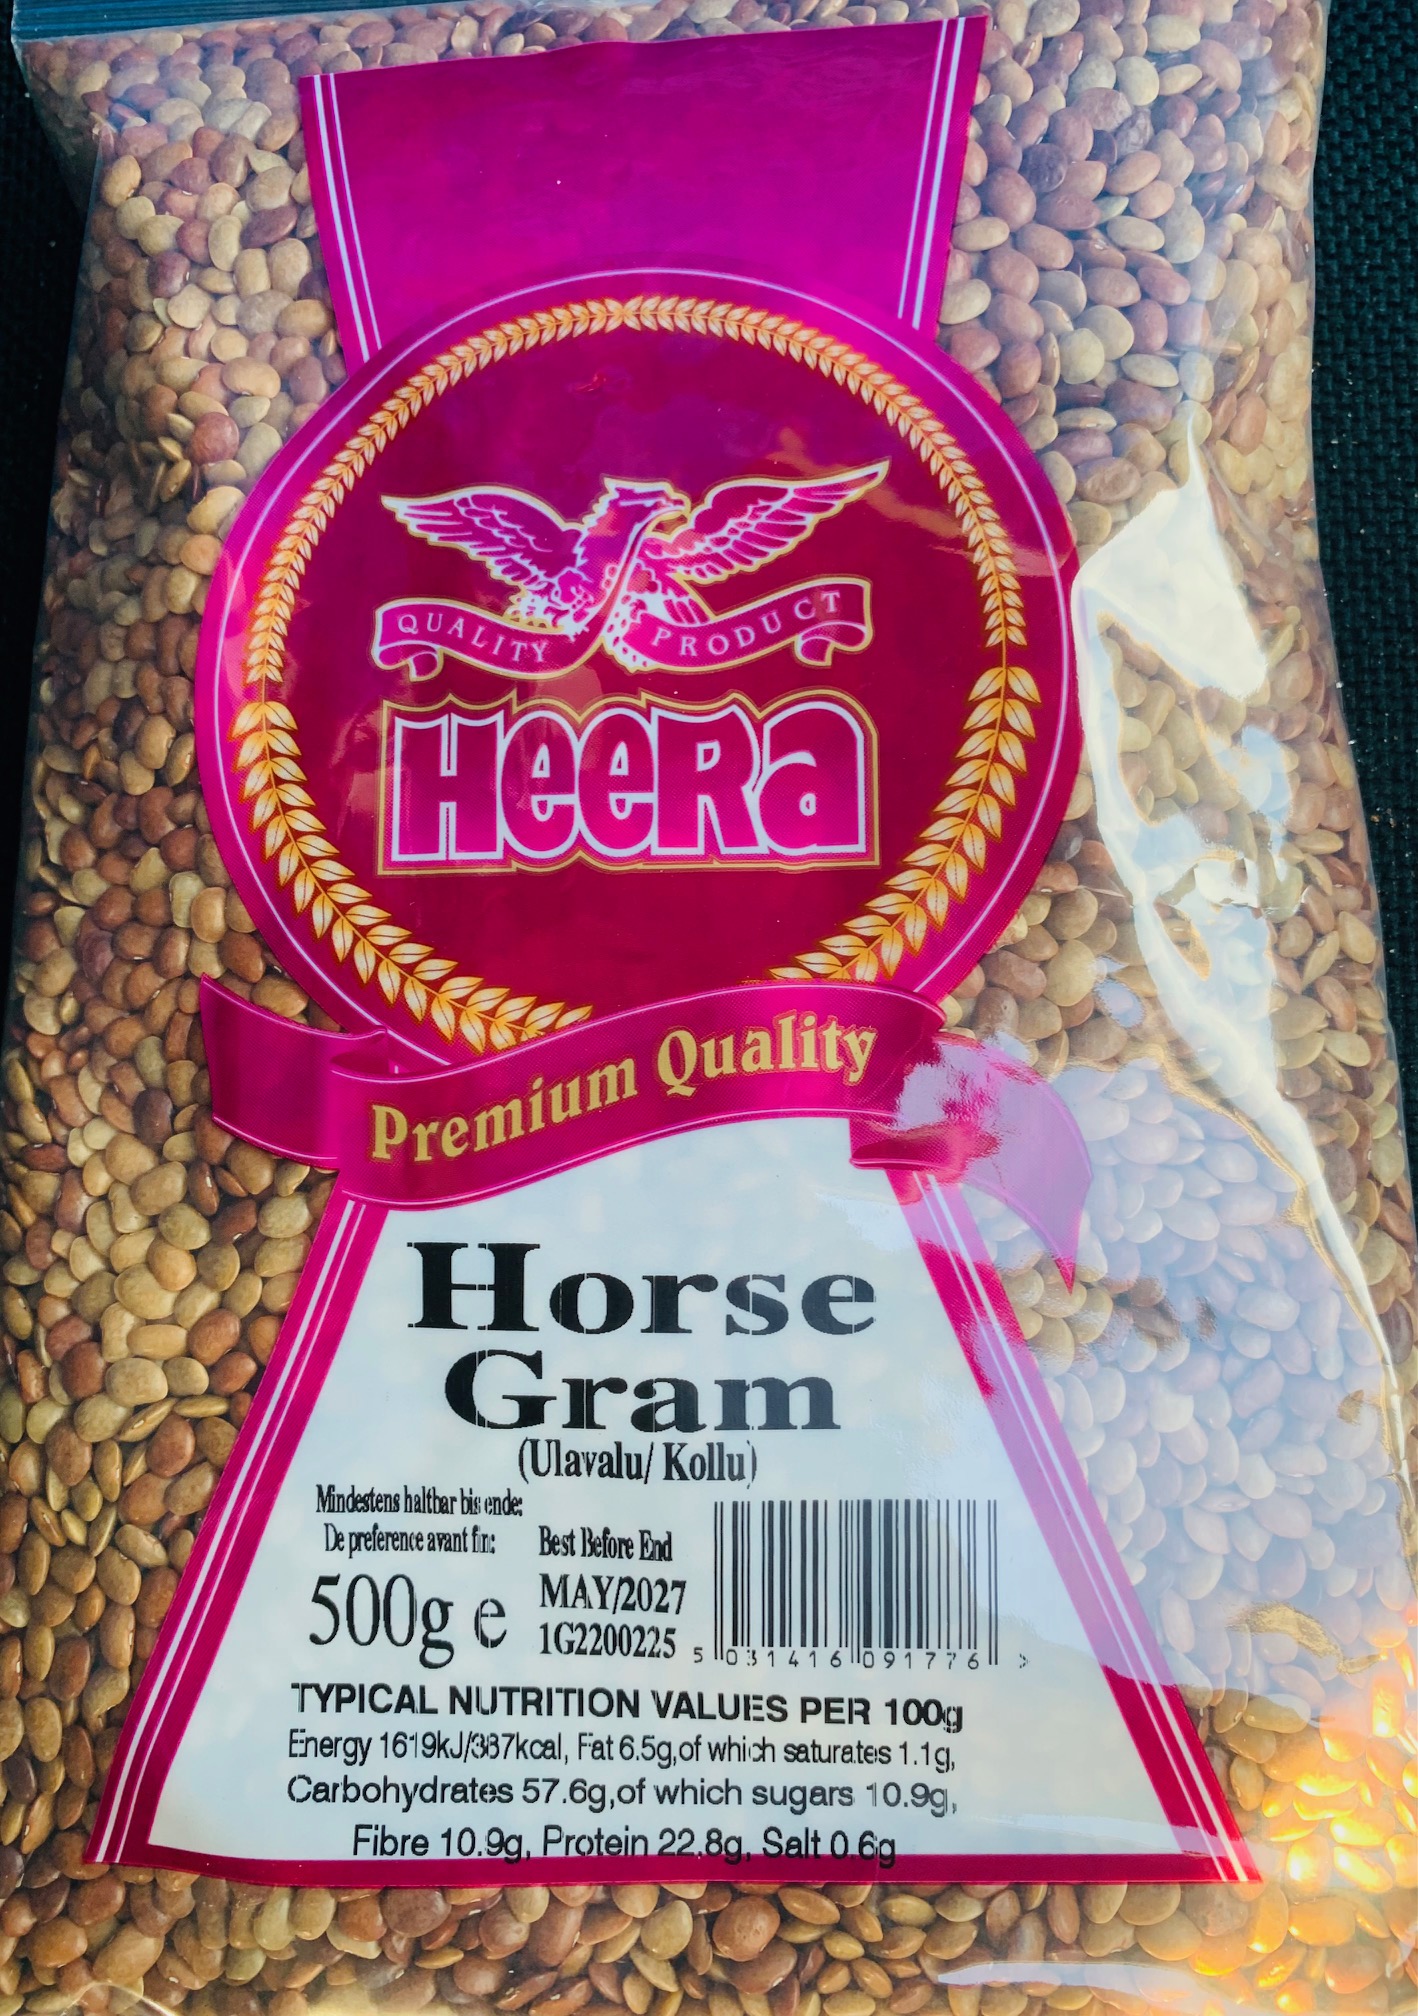 QUALITY PRODUCT
HeeRa
Premium Quality
Horse
Gram
(Ulavalu/ Kollu)
Mindestens haltbar bis ende:
De preference avant fin:
Best Before End
500g e
MAY/2027
1G2200225
5 031416 091776 >
TYPICAL NUTRITION VALUES PER 100g
Energy 1619kJ/387kcal, Fat 6.5g,of which saturates 1.1g,
Carbohydrates 57.6g,of which sugars 10.9g,
Fibre 10.9g, Protein 22.8g, Salt 0.6g